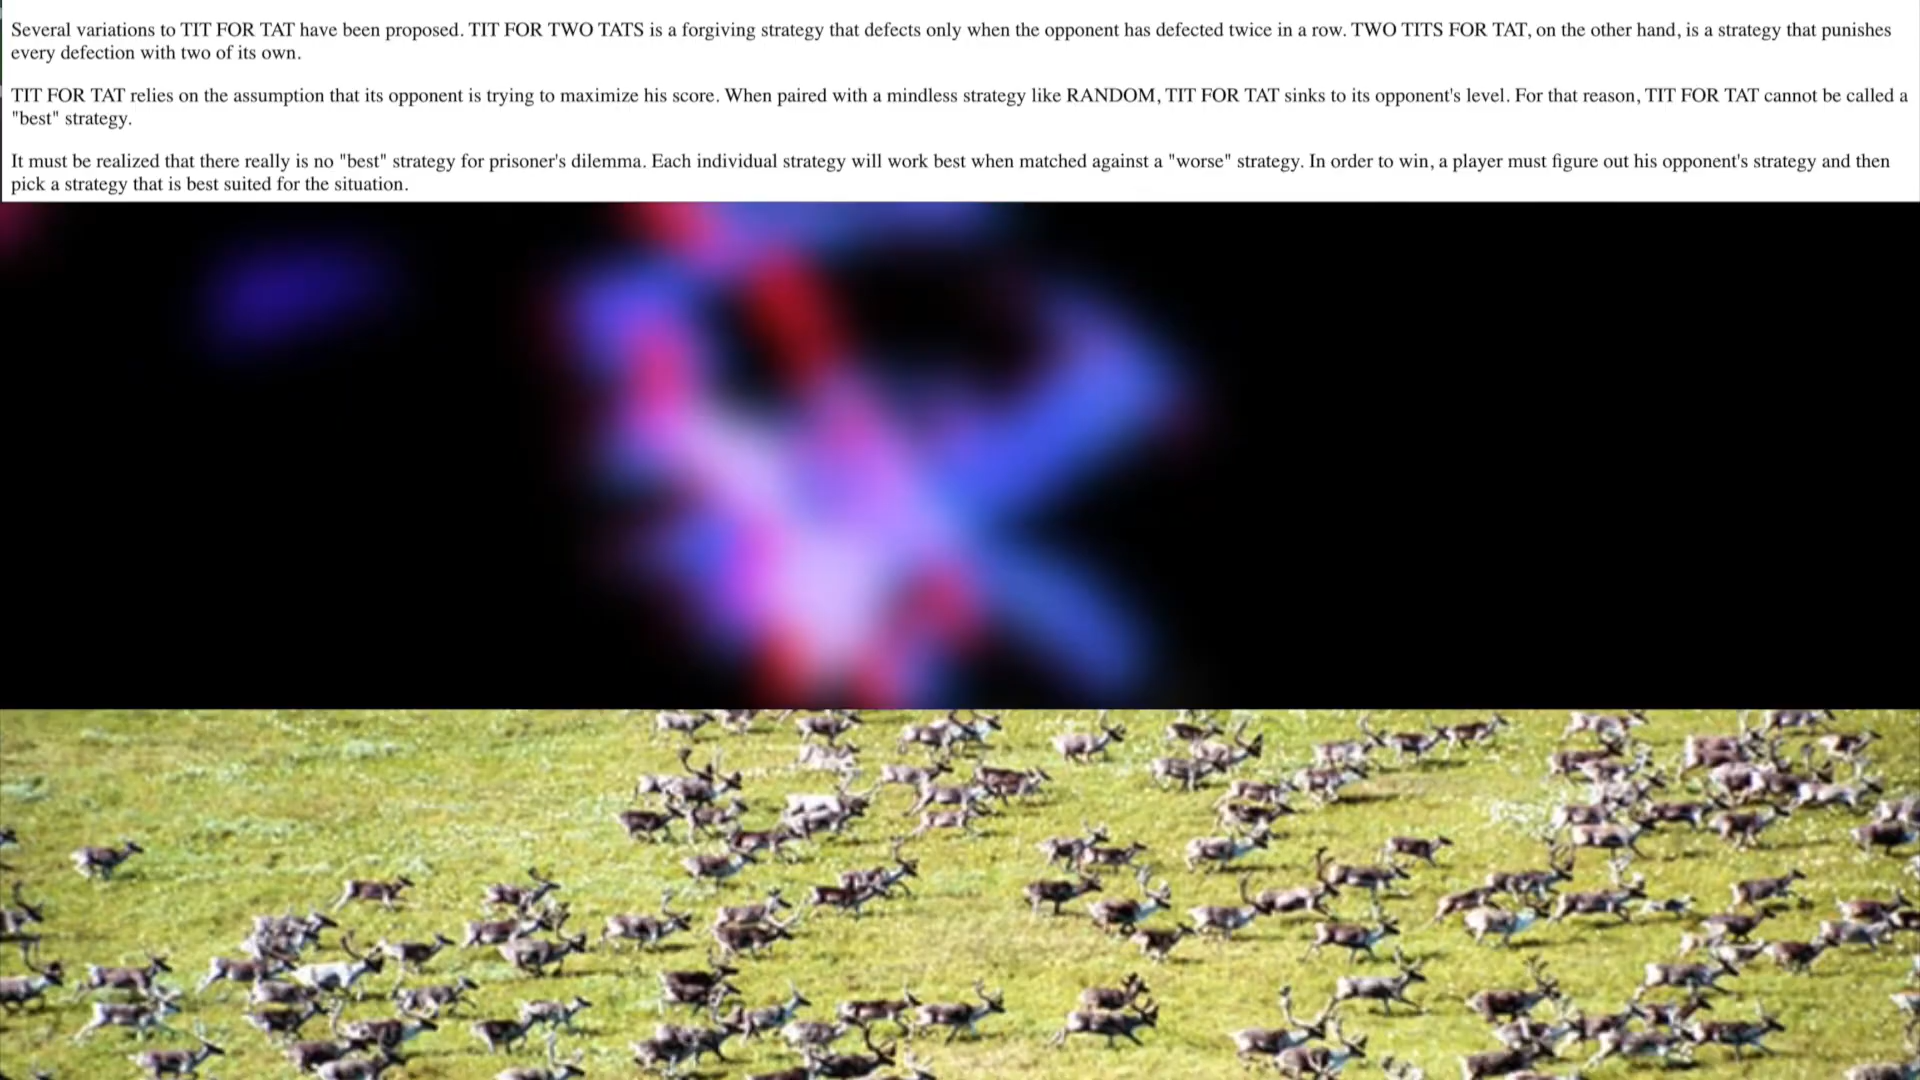 Several variations to TIT FOR TAT have been proposed. TIT FOR TWO TATS is a forgiving strategy that defects only when the opponent has defected twice in a row. TWO TITS FOR TAT, on the other hand, is a strategy that punishes
every defection with two of its own.
TIT FOR TAT relies on the assumption that its opponent is trying to maximize his score. When paired with a mindless strategy like RANDOM, TIT FOR TAT sinks to its opponent's level. For that reason, TIT FOR TAT cannot be called a
"best" strategy.
It must be realized that there really is no "best" strategy for prisoner's dilemma. Each individual strategy will work best when matched against a "worse" strategy. In order to win, a player must figure out his opponent's strategy and then
pick a strategy that is best suited for the situation.